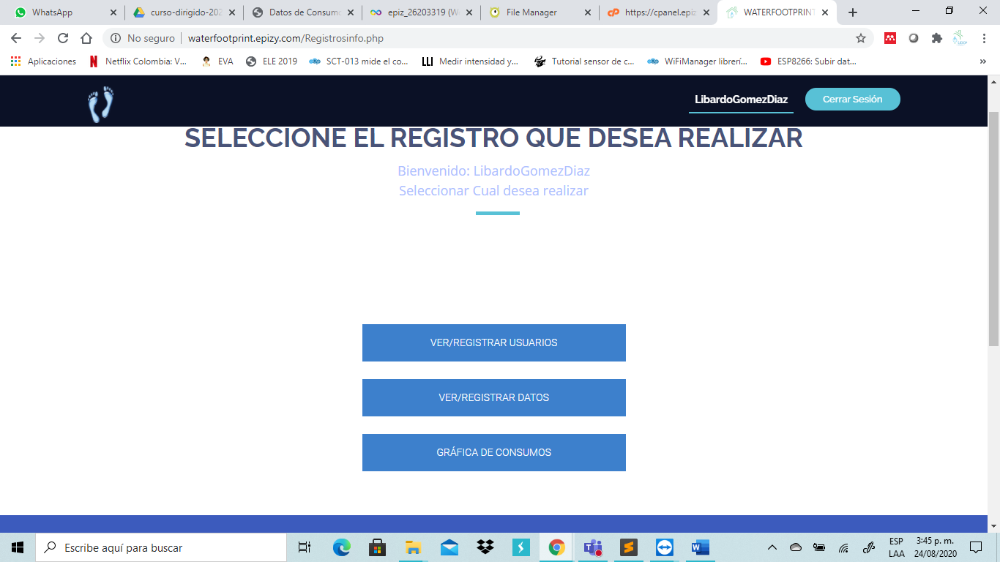 WhatsApp
curso-dirigido-202
Datos de Consumo
epiz_26203319 (W
File Manager
https://cpanel.epiz
WATERFOOTPRINT
No seguro
waterfootprint.epizy.com/Registrosinfo.php
Aplicaciones
Netflix Colombia: V...
EVA
ELE 2019
SCT-013 mide el co...
Medir intensidad y...
Tutorial sensor de c...
WiFiManager librerí...
ESP8266: Subir dat...
LibardoGomezDiaz
Cerrar Sesión
SELECCIONE EL REGISTRO QUE DESEA REALIZAR
Bienvenido: LibardoGomezDiaz
Seleccionar Cual desea realizar
VER/REGISTRAR USUARIOS
VER/REGISTRAR DATOS
GRÁFICA DE CONSUMOS
Escribe aquí para buscar
ESP
LAA
3:45 p. m.
24/08/2020